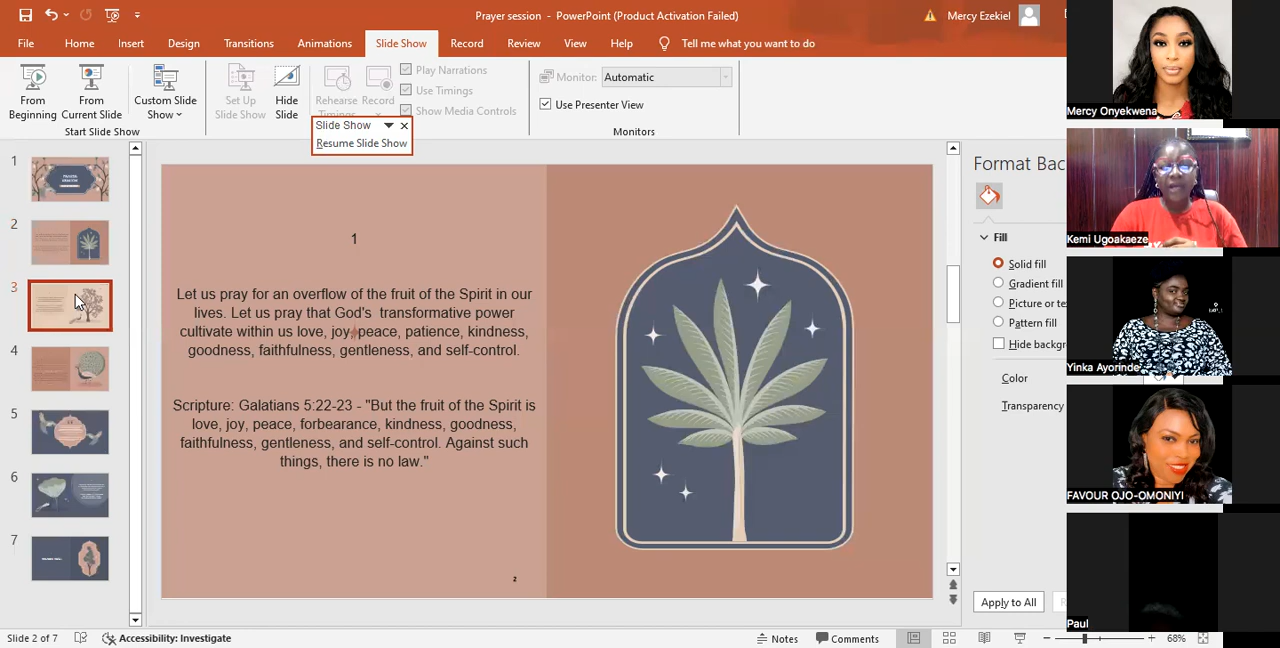 Prayer session - PowerPoint (Product Activation Failed)
Mercy Ezekiel
File Home Insert Design Transitions Animations Slide Show Record Review View Help Tell me what you want to do
From Beginning
From Current Slide
Custom Slide Show
Set Up Slide Show
Hide Slide
Rehearse Timings
Record
Play Narrations
Use Timings
Show Media Controls
Monitor: Automatic
Use Presenter View
Start Slide Show
Monitors
Slide Show
Resume Slide Show
1
2
3
4
5
6
7
1
Let us pray for an overflow of the fruit of the Spirit in our
lives. Let us pray that God's transformative power
cultivate within us love, joy, peace, patience, kindness,
goodness, faithfulness, gentleness, and self-control.
Scripture: Galatians 5:22-23 - "But the fruit of the Spirit is
love, joy, peace, forbearance, kindness, goodness,
faithfulness, gentleness, and self-control. Against such
things, there is no law."
2
Format Bac
Fill
Solid fill
Gradient fill
Picture or te
Pattern fill
Hide backgr
Color
Transparency
Apply to All
Mercy Onyekwena
Kemi Ugoakaeze
Yinka Ayorinde
FAVOUR OJO-OMONIYI
Paul
Slide 2 of 7
Accessibility: Investigate
Notes
Comments
68%